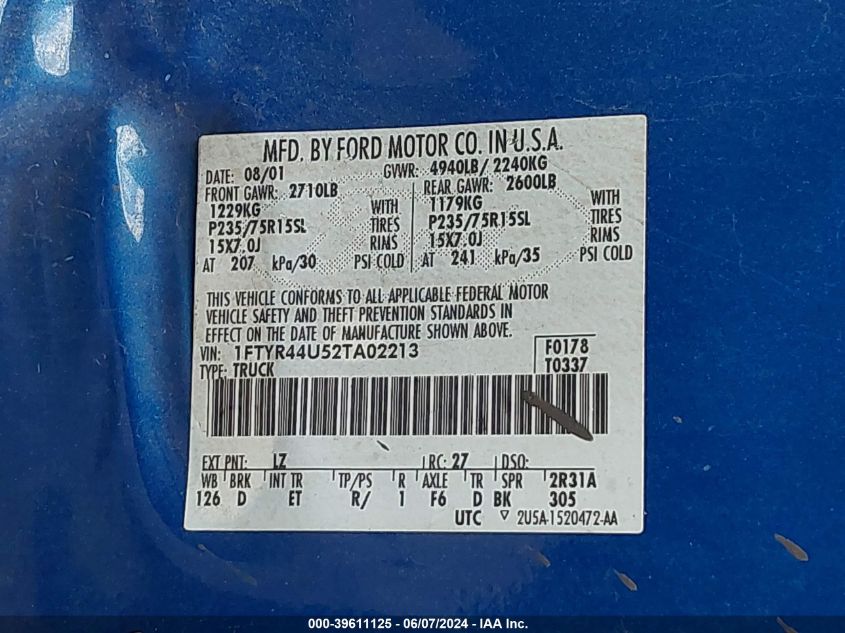 MFD. BY FORD MOTOR CO. IN U.S.A.
DATE: 08/01 GVWR: 4940LB/ 2240KG
FRONT GAWR: 2710LB REAR GAWR: 2600LB
1229KG WITH 1179KG WITH
P235/75R15SL TIRES P235/75R15SL TIRES
15X7.0J RIMS 15X7.0J RIMS
AT 207 kPa/30 PSI COLD AT 241 kPa/35 PSI COLD
THIS VEHICLE CONFORMS TO ALL APPLICABLE FEDERAL MOTOR
VEHICLE SAFETY AND THEFT PREVENTION STANDARDS IN
EFFECT ON THE DATE OF MANUFACTURE SHOWN ABOVE.
VIN: 1FTYR44U52TA02213 F0178
TYPE: TRUCK T0337
EXT PNT: LZ RC: 27 DSO:
WB BRK INT TR TP/PS R AXLE TR SPR 2R31A
126 D ET R/ 1 F6 D BK 305
UTC ▽ 2U5A-1520472-AA
000-39611125 - 06/07/2024 - IAA Inc.